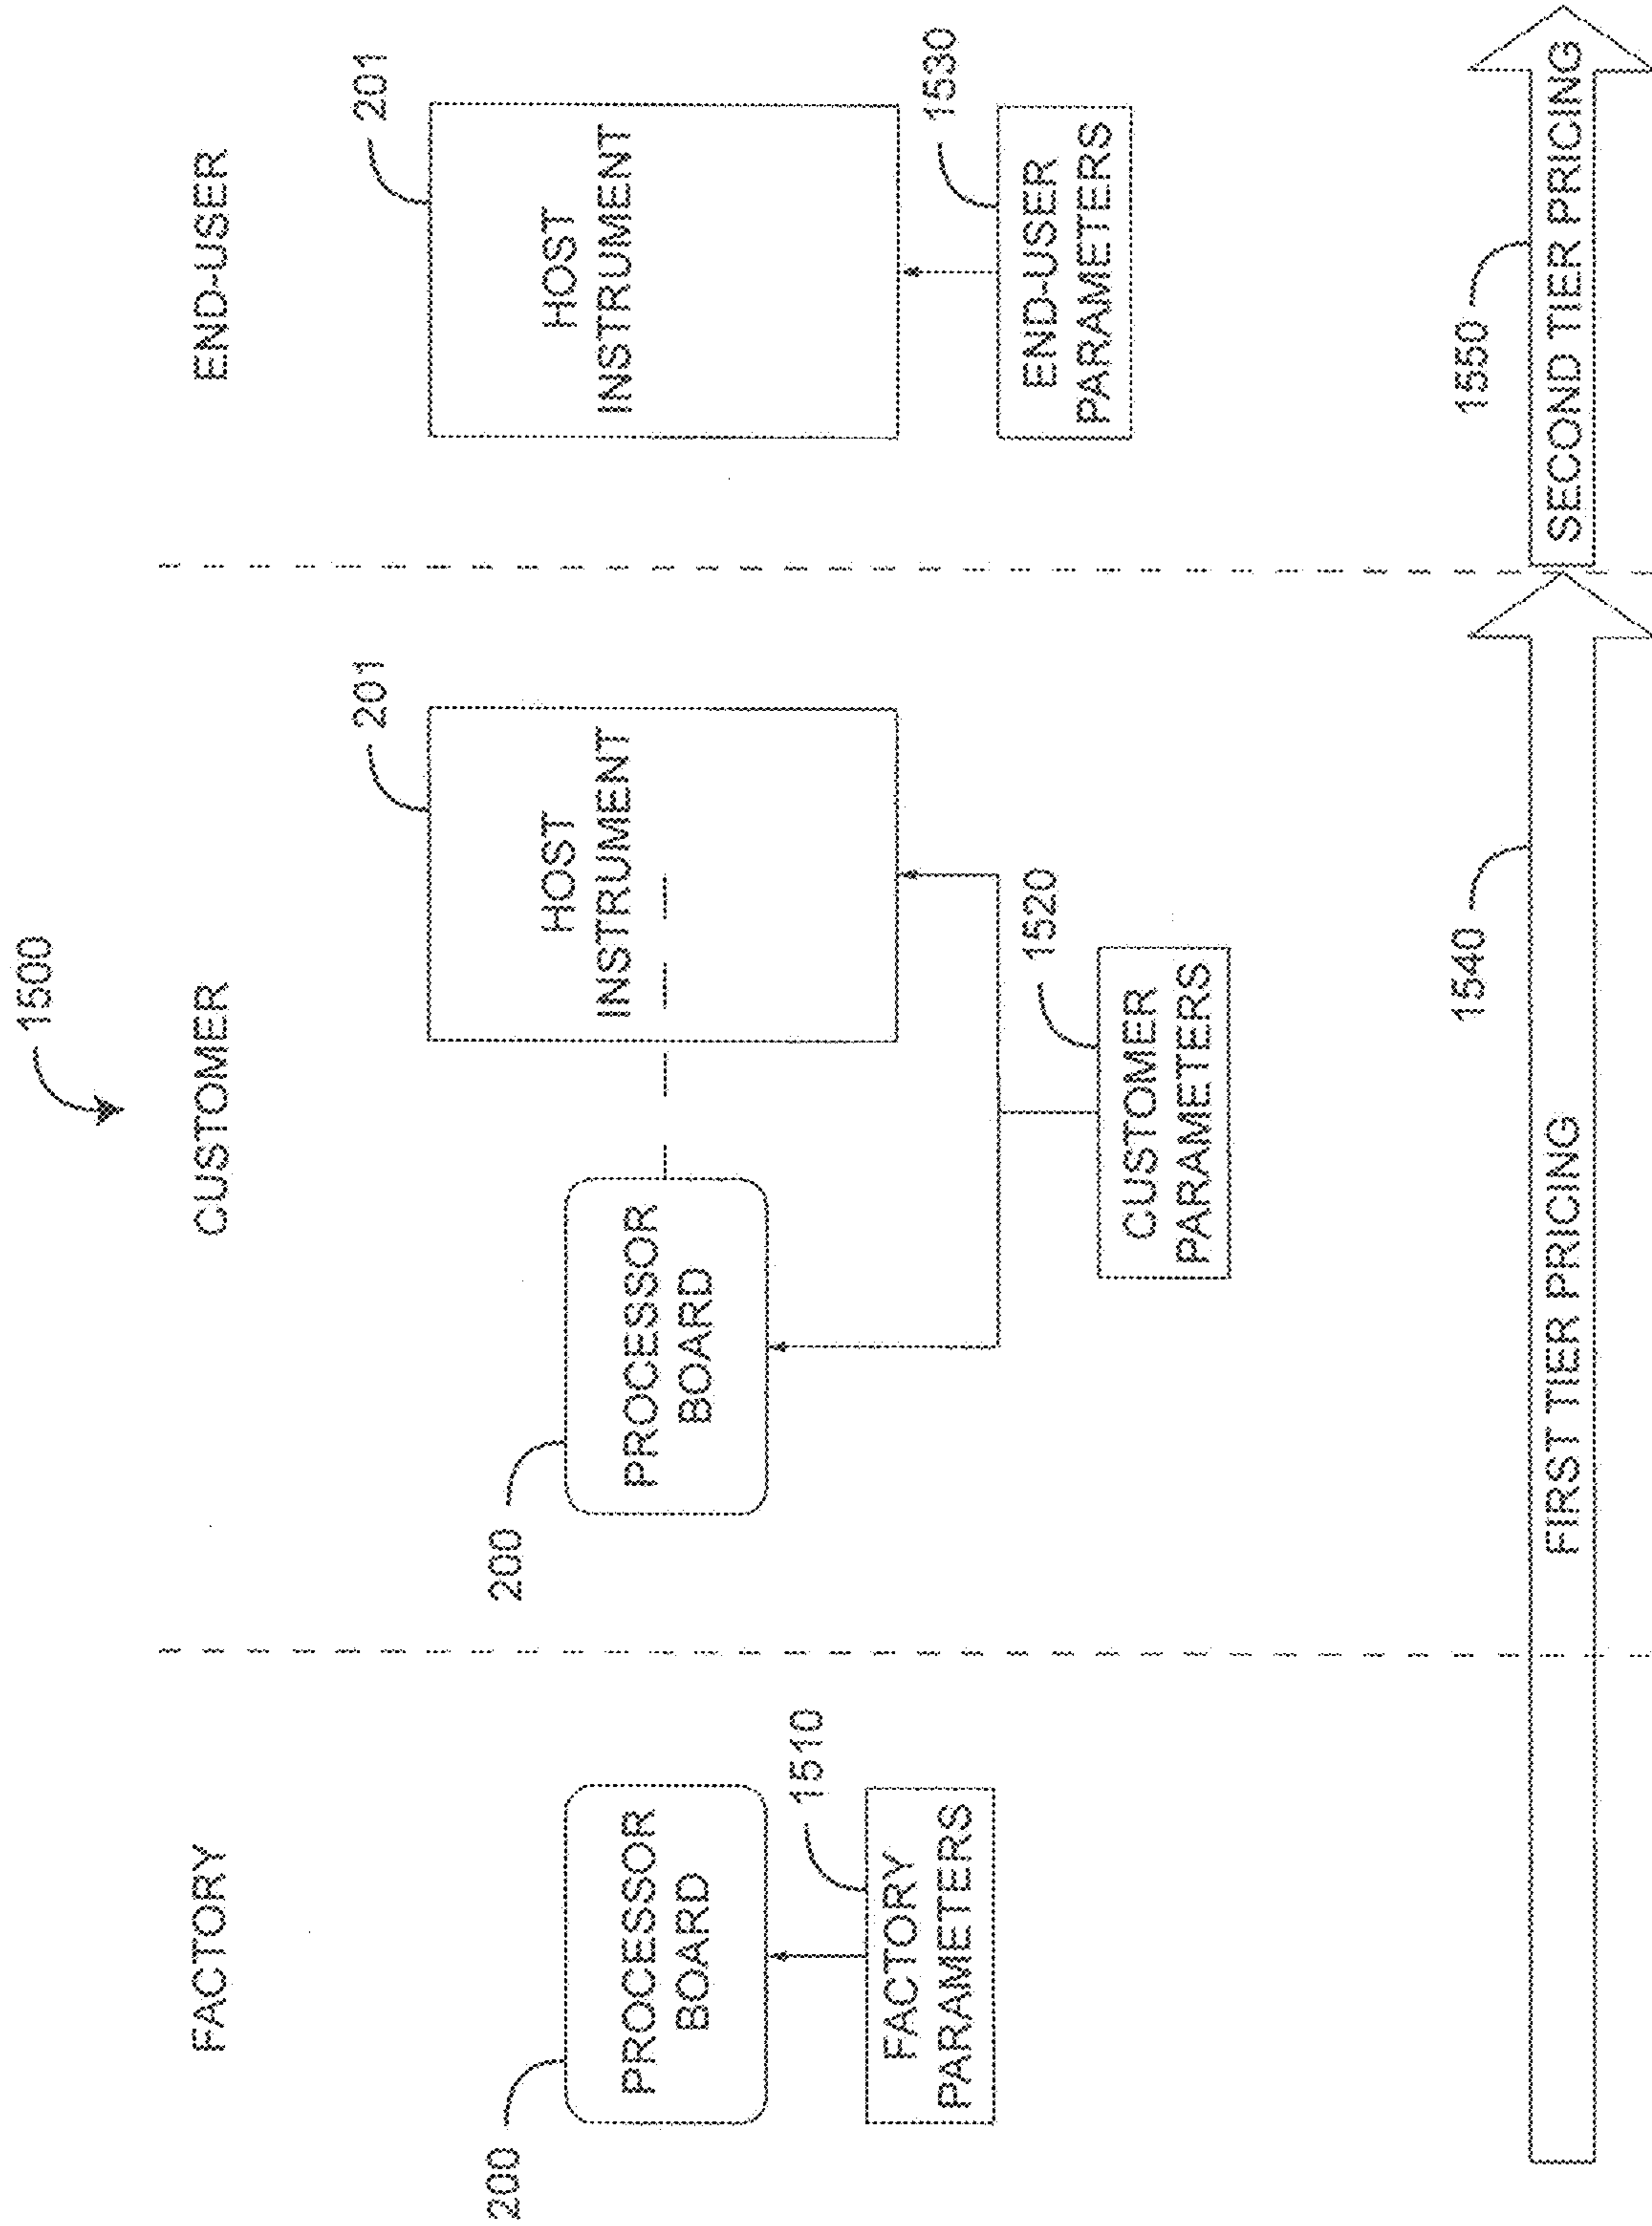 1500
FACTORY
CUSTOMER
END-USER
200
PROCESSOR
BOARD
1510
FACTORY
PARAMETERS
200
PROCESSOR
BOARD
201
HOST
INSTRUMENT
1520
CUSTOMER
PARAMETERS
201
HOST
INSTRUMENT
1530
END-USER
PARAMETERS
1540
FIRST TIER PRICING
1550
SECOND TIER PRICING